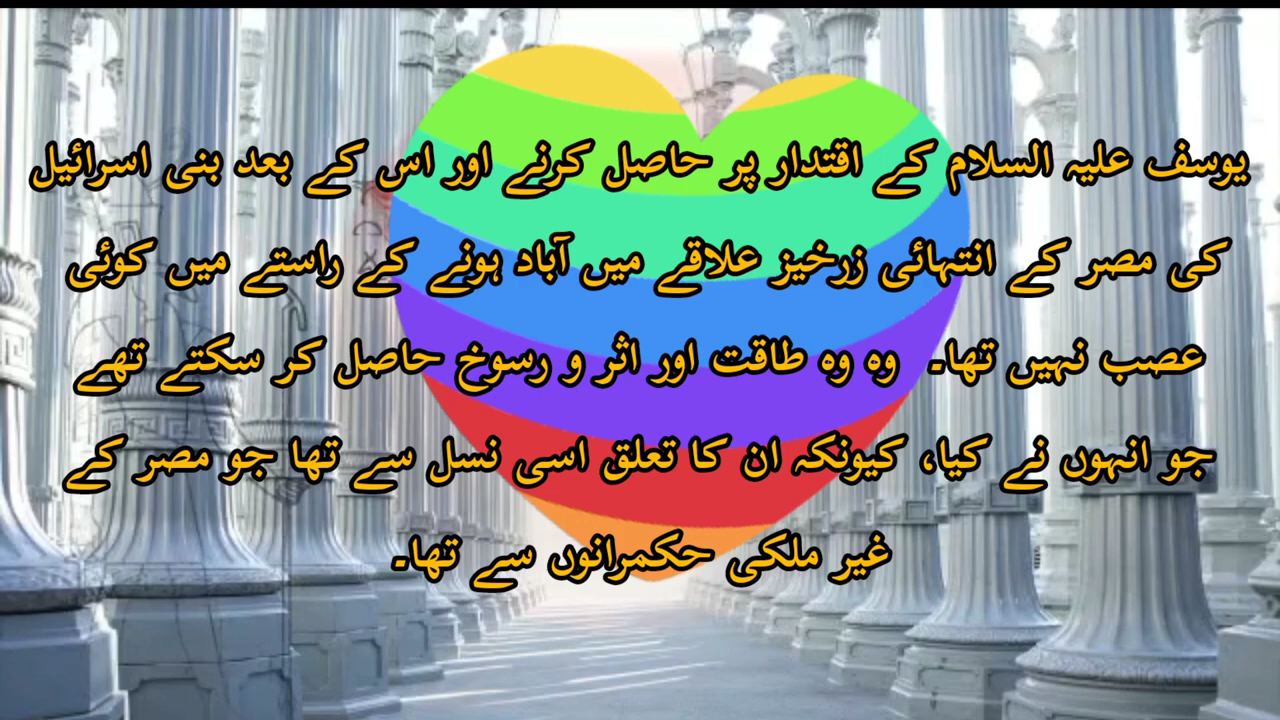 یوسف علیہ السلام کے اقتدار پر حاصل کرنے اور اس کے بعد بنی اسرائیل
کی مصر کے انتہائی زرخیز علاقے میں آباد ہونے کے راستے میں کوئی
عصب نہیں تھا۔ وہ وہ طاقت اور اثر و رسوخ حاصل کر سکتے تھے
جو انہوں نے کیا، کیونکہ ان کا تعلق اسی نسل سے تھا جو مصر کے
غیر ملکی حکمرانوں سے تھا۔